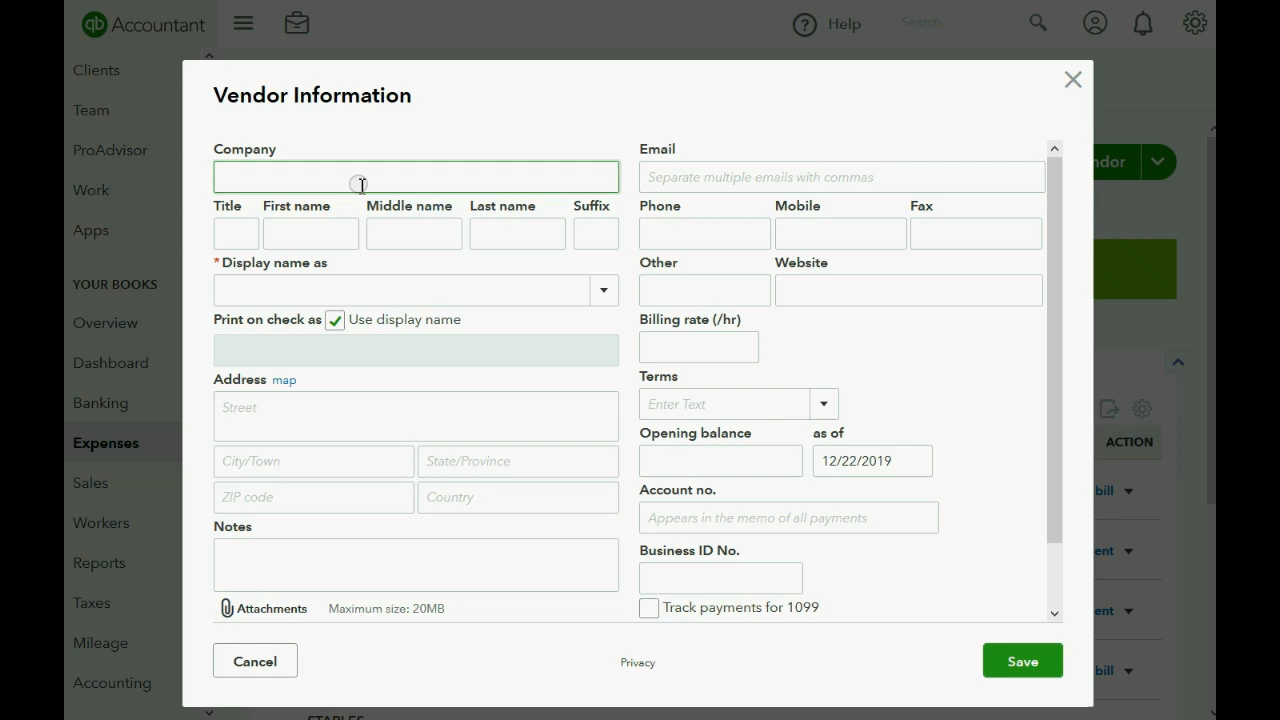 qb Accountant
Help
Search
Clients
Team
ProAdvisor
Work
Apps
YOUR BOOKS
Overview
Dashboard
Banking
Expenses
Sales
Workers
Reports
Taxes
Mileage
Accounting
Vendor Information
Company
Title First name Middle name Last name Suffix
*Display name as
Print on check as Use display name
Address map
Street
City/Town State/Province
ZIP code Country
Notes
Attachments Maximum size: 20MB
Email
Separate multiple emails with commas
Phone Mobile Fax
Other Website
Billing rate (/hr)
Terms
Enter Text
Opening balance as of
12/22/2019
Account no.
Appears in the memo of all payments
Business ID No.
Track payments for 1099
Cancel
Privacy
Save
ndor
ACTION
bill
ent
ent
bill
STAPLES